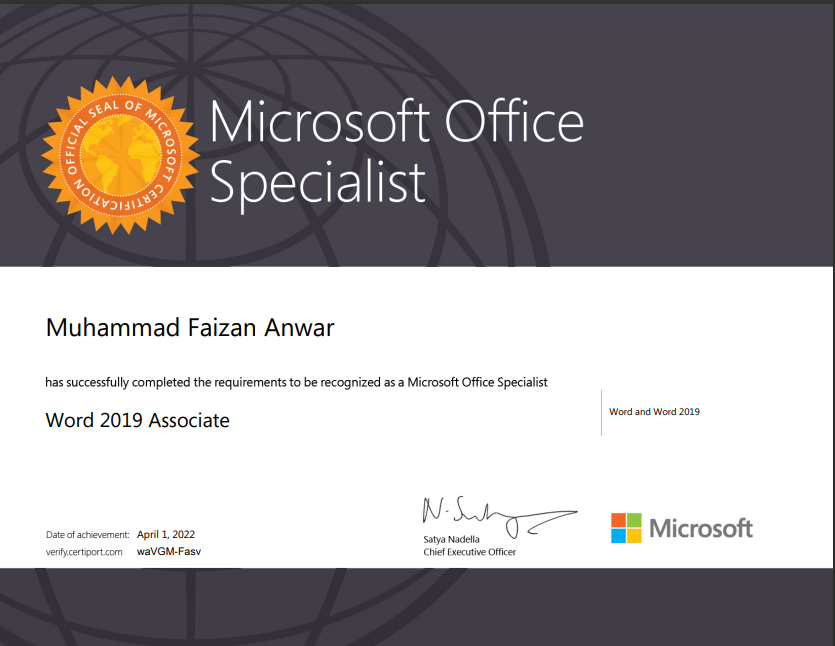 OFFICIAL SEAL OF MICROSOFT CERTIFICATION
Microsoft Office
Specialist
Muhammad Faizan Anwar
has successfully completed the requirements to be recognized as a Microsoft Office Specialist
Word 2019 Associate
Word and Word 2019
Date of achievement: April 1, 2022
verify.certiport.com waVGM-Fasv
N. S
Satya Nadella
Chief Executive Officer
Microsoft